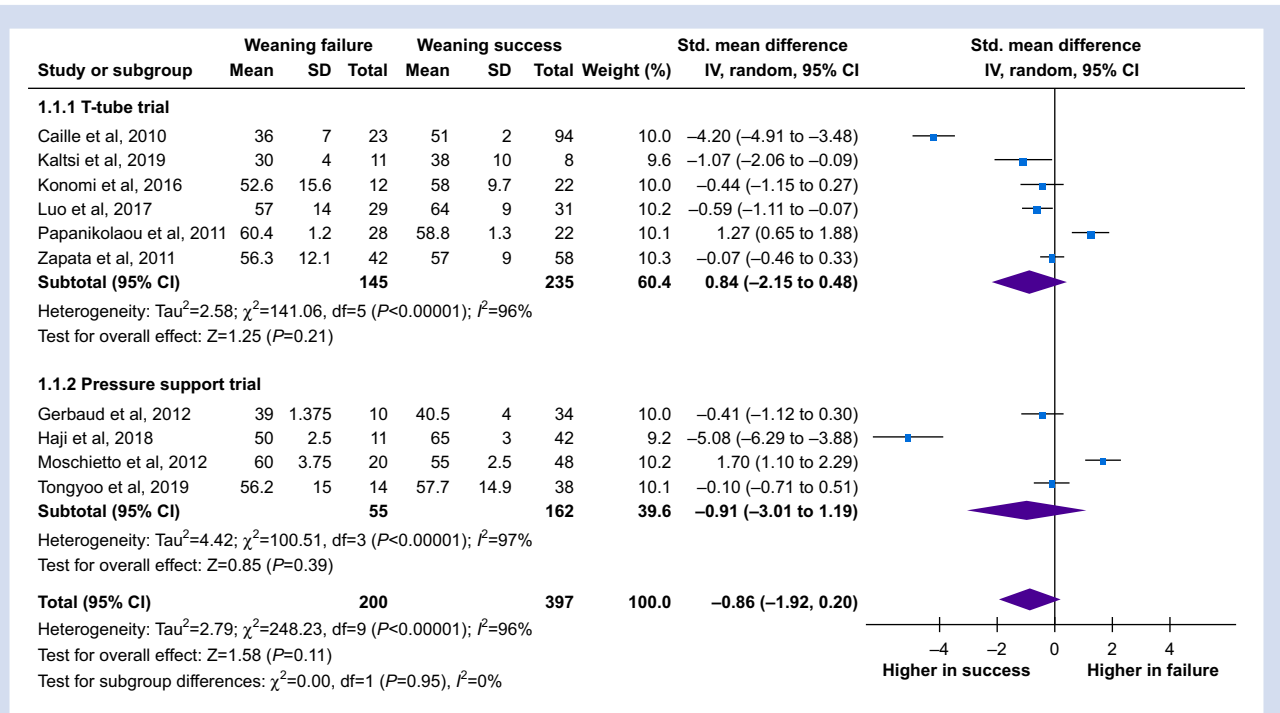 Weaning failure Weaning success Std. mean difference Std. mean difference
Study or subgroup Mean SD Total Mean SD Total Weight (%) IV, random, 95% CI IV, random, 95% CI
1.1.1 T-tube trial
Caille et al, 2010 36 7 23 51 2 94 10.0 –4.20 (–4.91 to –3.48)
Kaltsi et al, 2019 30 4 11 38 10 8 9.6 –1.07 (–2.06 to –0.09)
Konomi et al, 2016 52.6 15.6 12 58 9.7 22 10.0 –0.44 (–1.15 to 0.27)
Luo et al, 2017 57 14 29 64 9 31 10.2 –0.59 (–1.11 to –0.07)
Papanikolaou et al, 2011 60.4 1.2 28 58.8 1.3 22 10.1 1.27 (0.65 to 1.88)
Zapata et al, 2011 56.3 12.1 42 57 9 58 10.3 –0.07 (–0.46 to 0.33)
Subtotal (95% CI) 145 235 60.4 0.84 (–2.15 to 0.48)
Heterogeneity: Tau²=2.58; χ²=141.06, df=5 (P<0.00001); I²=96%
Test for overall effect: Z=1.25 (P=0.21)
1.1.2 Pressure support trial
Gerbaud et al, 2012 39 1.375 10 40.5 4 34 10.0 –0.41 (–1.12 to 0.30)
Haji et al, 2018 50 2.5 11 65 3 42 9.2 –5.08 (–6.29 to –3.88)
Moschietto et al, 2012 60 3.75 20 55 2.5 48 10.2 1.70 (1.10 to 2.29)
Tongyoo et al, 2019 56.2 15 14 57.7 14.9 38 10.1 –0.10 (–0.71 to 0.51)
Subtotal (95% CI) 55 162 39.6 –0.91 (–3.01 to 1.19)
Heterogeneity: Tau²=4.42; χ²=100.51, df=3 (P<0.00001); I²=97%
Test for overall effect: Z=0.85 (P=0.39)
Total (95% CI) 200 397 100.0 –0.86 (–1.92, 0.20)
Heterogeneity: Tau²=2.79; χ²=248.23, df=9 (P<0.00001); I²=96%
Test for overall effect: Z=1.58 (P=0.11)
Test for subgroup differences: χ²=0.00, df=1 (P=0.95), I²=0%
–4 –2 0 2 4
Higher in success Higher in failure